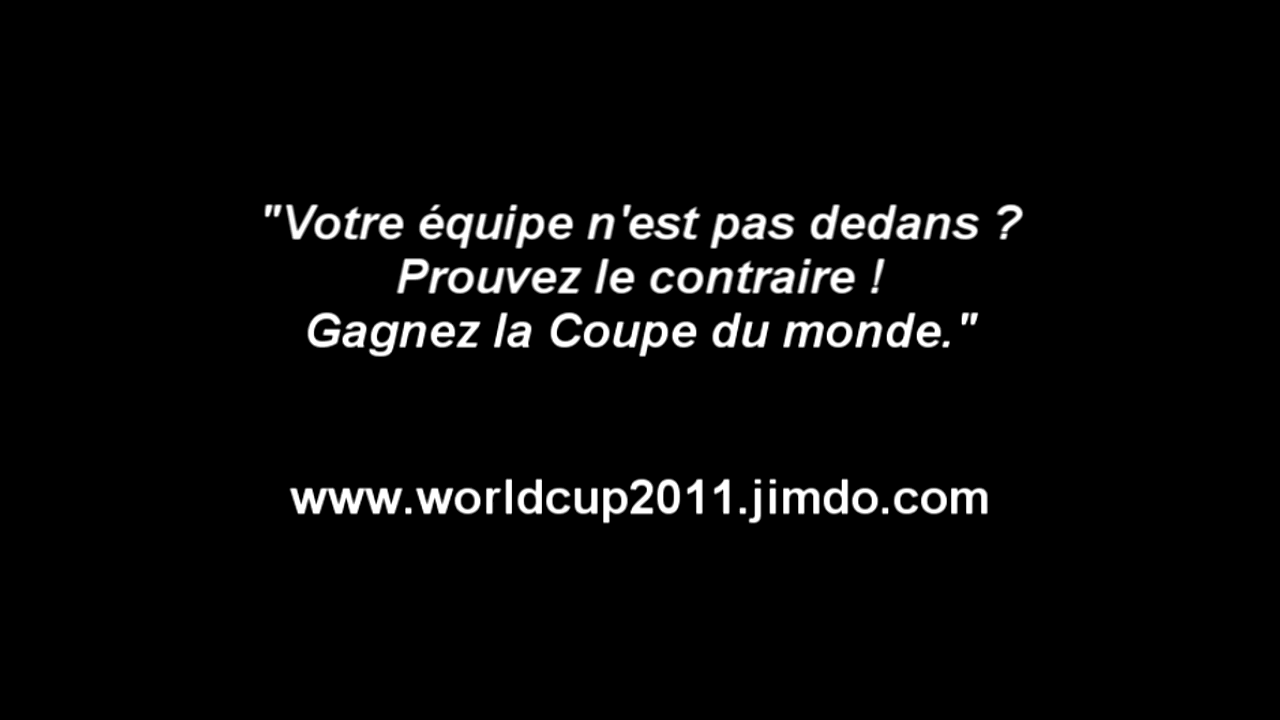 "Votre équipe n'est pas dedans ?
Prouvez le contraire !
Gagnez la Coupe du monde."
www.worldcup2011.jimdo.com